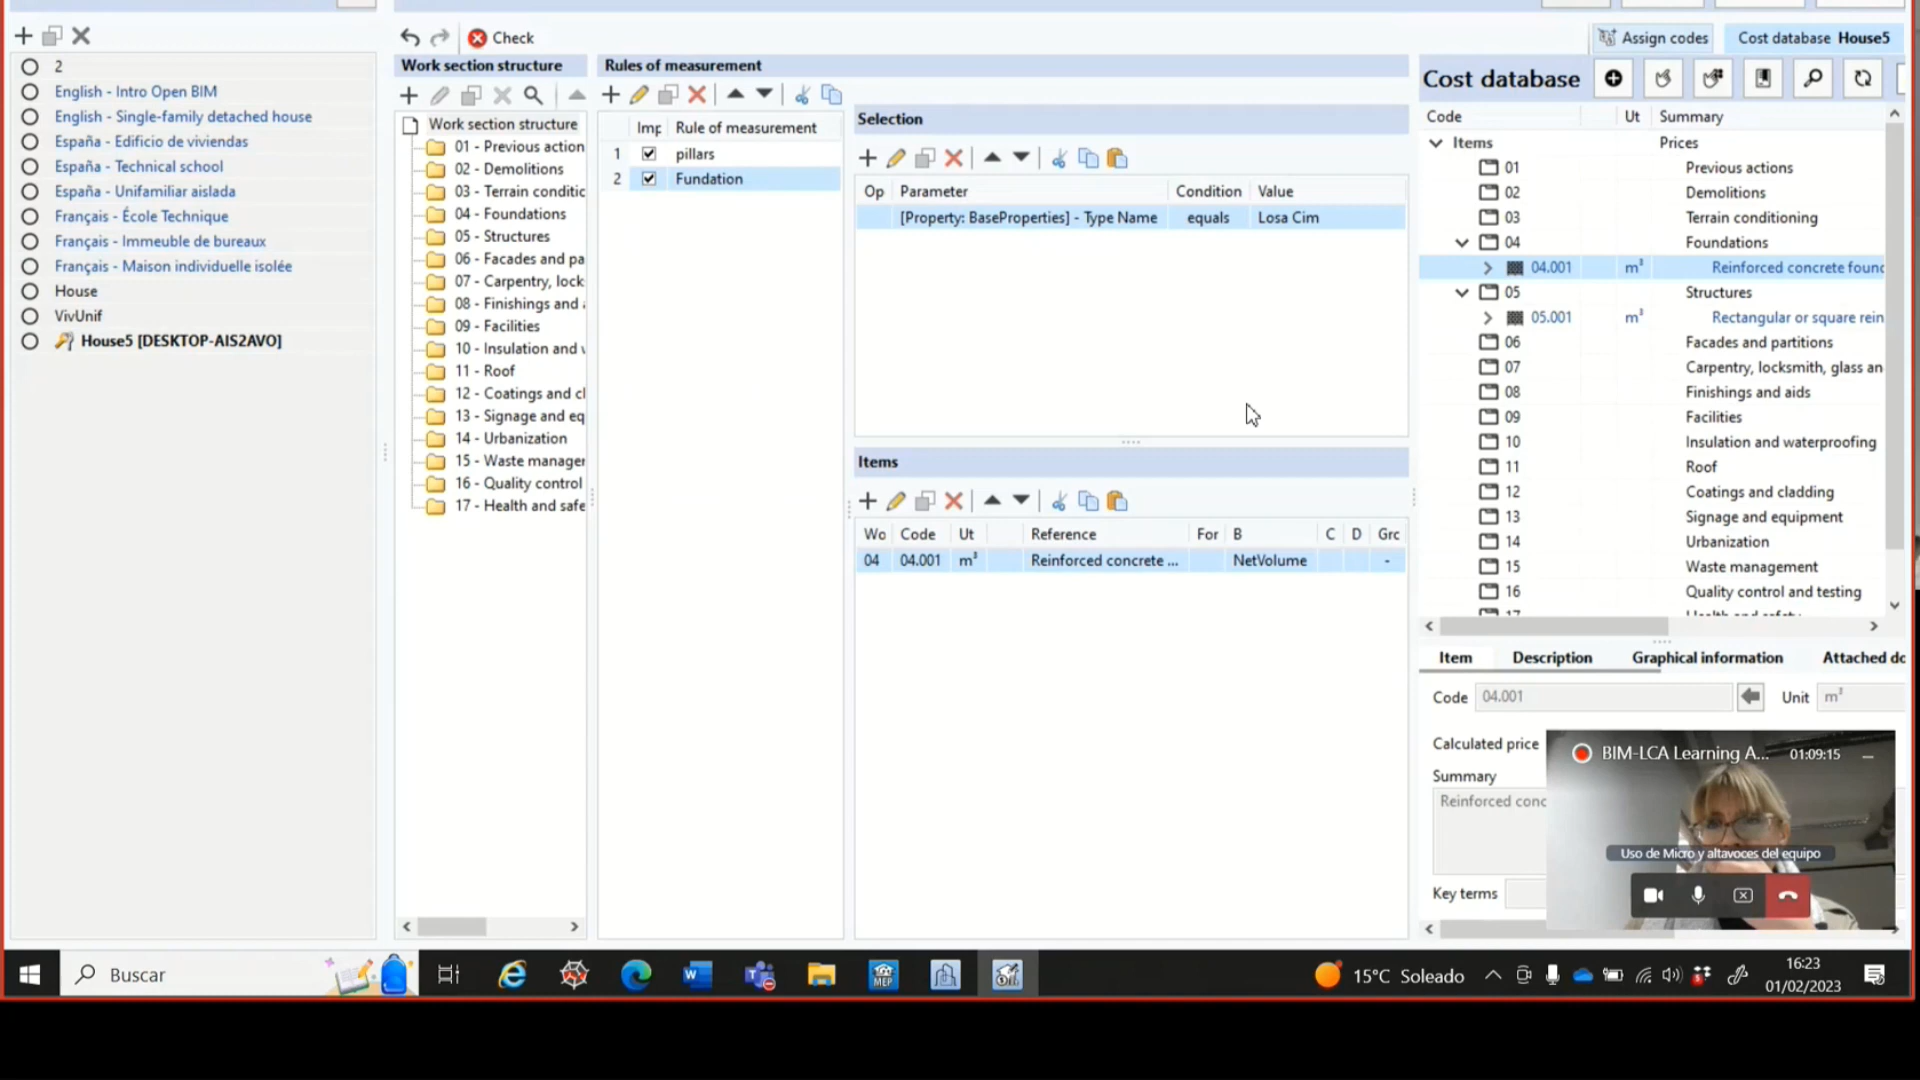 2
English - Intro Open BIM
English - Single-family detached house
España - Edificio de viviendas
España - Technical school
España - Unifamiliar aislada
Français - École Technique
Français - Immeuble de bureaux
Français - Maison individuelle isolée
House
VivUnif
House5 [DESKTOP-AIS2AVO]
Check
Work section structure
Work section structure
01 - Previous action
02 - Demolitions
03 - Terrain conditic
04 - Foundations
05 - Structures
06 - Facades and pa
07 - Carpentry, lock
08 - Finishings and
09 - Facilities
10 - Insulation and
11 - Roof
12 - Coatings and cl
13 - Signage and eq
14 - Urbanization
15 - Waste manager
16 - Quality control
17 - Health and safe
Rules of measurement
Imp Rule of measurement
1 pillars
2 Fundation
Selection
Op Parameter Condition Value
[Property: BaseProperties] - Type Name equals Losa Cim
Items
Wo Code Ut Reference For B C D Grc
04 04.001 m³ Reinforced concrete ... NetVolume -
Assign codes Cost database House5
Cost database
Code Ut Summary
Items Prices
01 Previous actions
02 Demolitions
03 Terrain conditioning
04 Foundations
04.001 m³ Reinforced concrete found
05 Structures
05.001 m³ Rectangular or square rein
06 Facades and partitions
07 Carpentry, locksmith, glass an
08 Finishings and aids
09 Facilities
10 Insulation and waterproofing
11 Roof
12 Coatings and cladding
13 Signage and equipment
14 Urbanization
15 Waste management
16 Quality control and testing
17 Health and safety
Item Description Graphical information Attached do
Code 04.001 Unit m³
Calculated price
Summary
Reinforced conc
Key terms
BIM-LCA Learning A... 01:09:15
Uso de Micro y altavoces del equipo
Buscar
MEP
15°C Soleado
16:23
01/02/2023